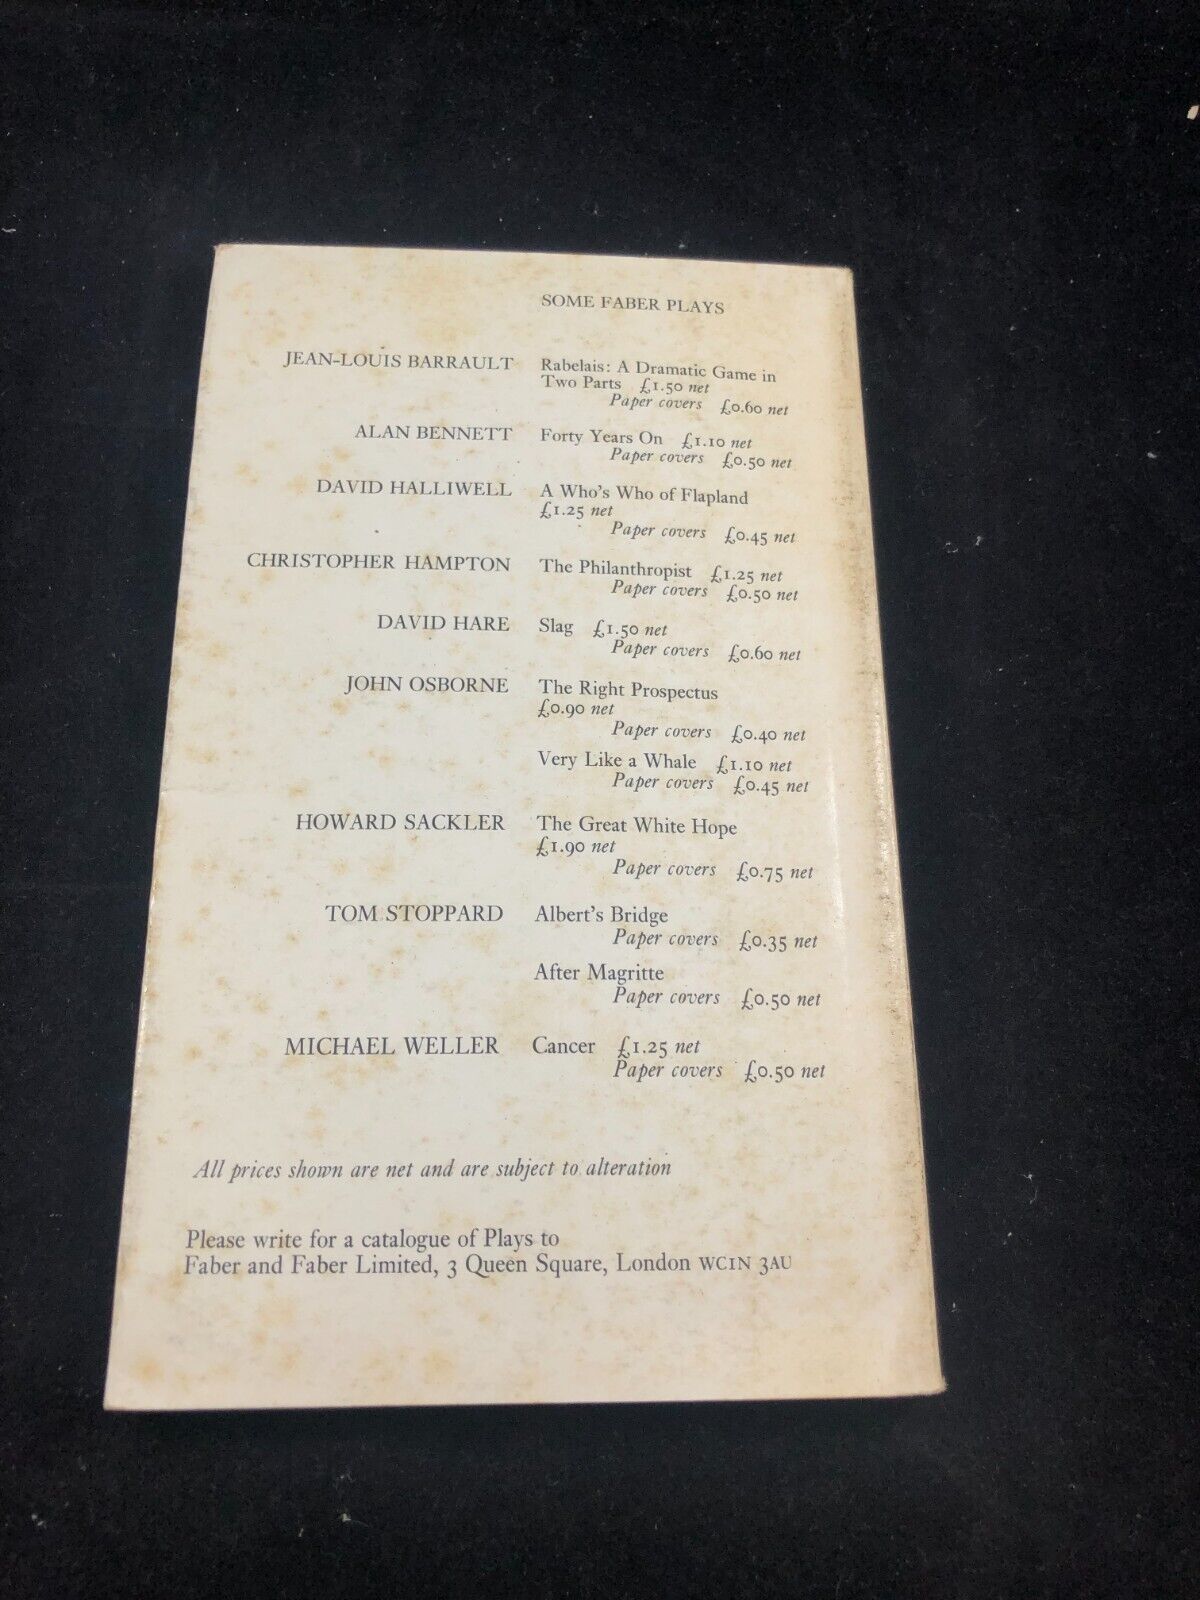 SOME FABER PLAYS
JEAN-LOUIS BARRAULT Rabelais: A Dramatic Game in
Two Parts £1.50 net
Paper covers £0.60 net
ALAN BENNETT Forty Years On £1.10 net
Paper covers £0.50 net
DAVID HALLIWELL A Who's Who of Flapland
£1.25 net
Paper covers £0.45 net
CHRISTOPHER HAMPTON The Philanthropist £1.25 net
Paper covers £0.50 net
DAVID HARE Slag £1.50 net
Paper covers £0.60 net
JOHN OSBORNE The Right Prospectus
£0.90 net
Paper covers £0.40 net
Very Like a Whale £1.10 net
Paper covers £0.45 net
HOWARD SACKLER The Great White Hope
£1.90 net
Paper covers £0.75 net
TOM STOPPARD Albert's Bridge
Paper covers £0.35 net
After Magritte
Paper covers £0.50 net
MICHAEL WELLER Cancer £1.25 net
Paper covers £0.50 net
All prices shown are net and are subject to alteration
Please write for a catalogue of Plays to
Faber and Faber Limited, 3 Queen Square, London WC1N 3AU